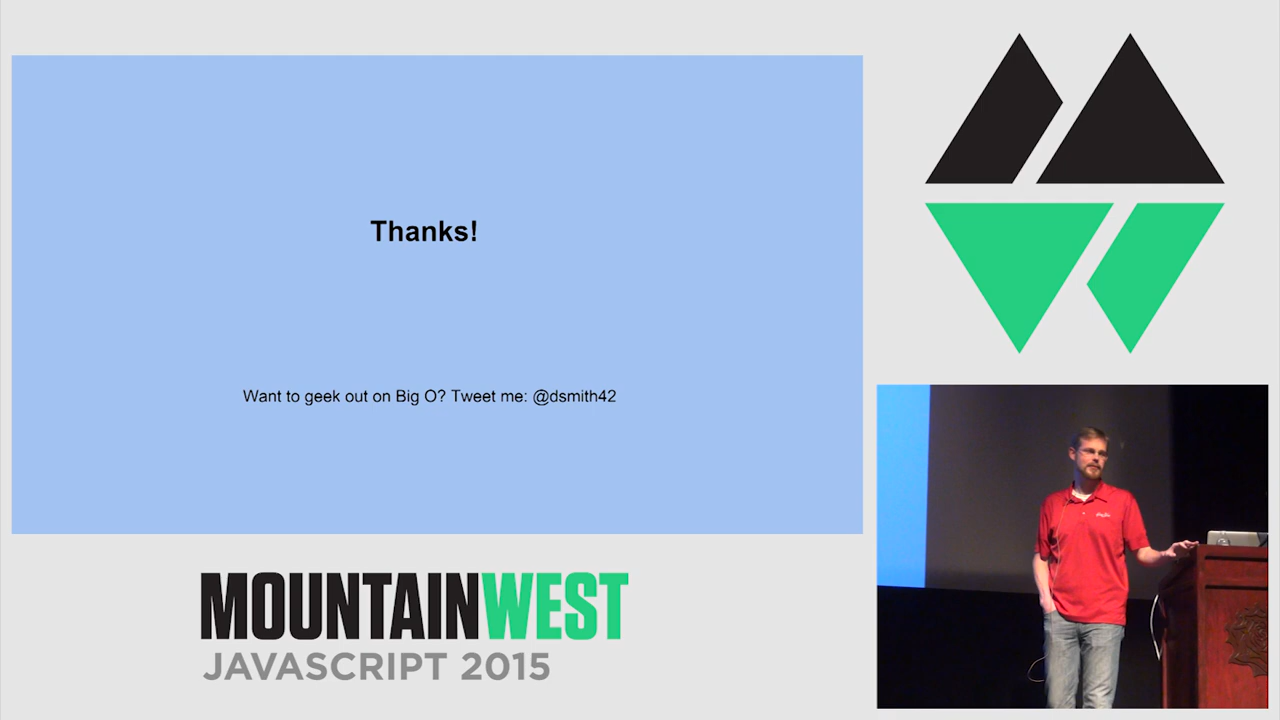 Thanks!
Want to geek out on Big O? Tweet me: @dsmith42
MOUNTAINWEST
JAVASCRIPT 2015